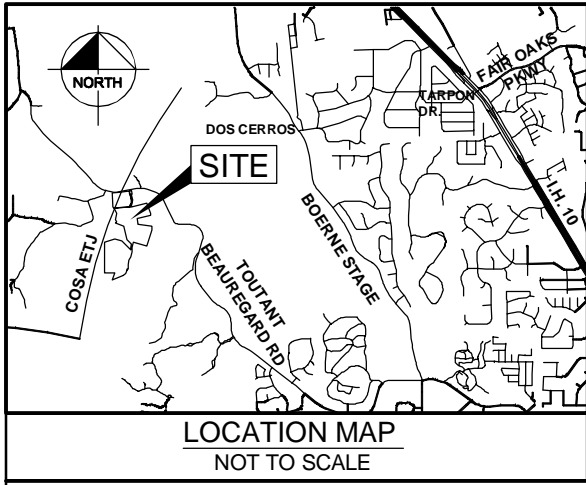 NORTH
FAIR OAKS
PKWY
TARPON
DR.
DOS CERROS
SITE
I.H. 10
BOERNE STAGE
COSA ETJ
TOUTANT
BEAUREGARD RD
LOCATION MAP
NOT TO SCALE